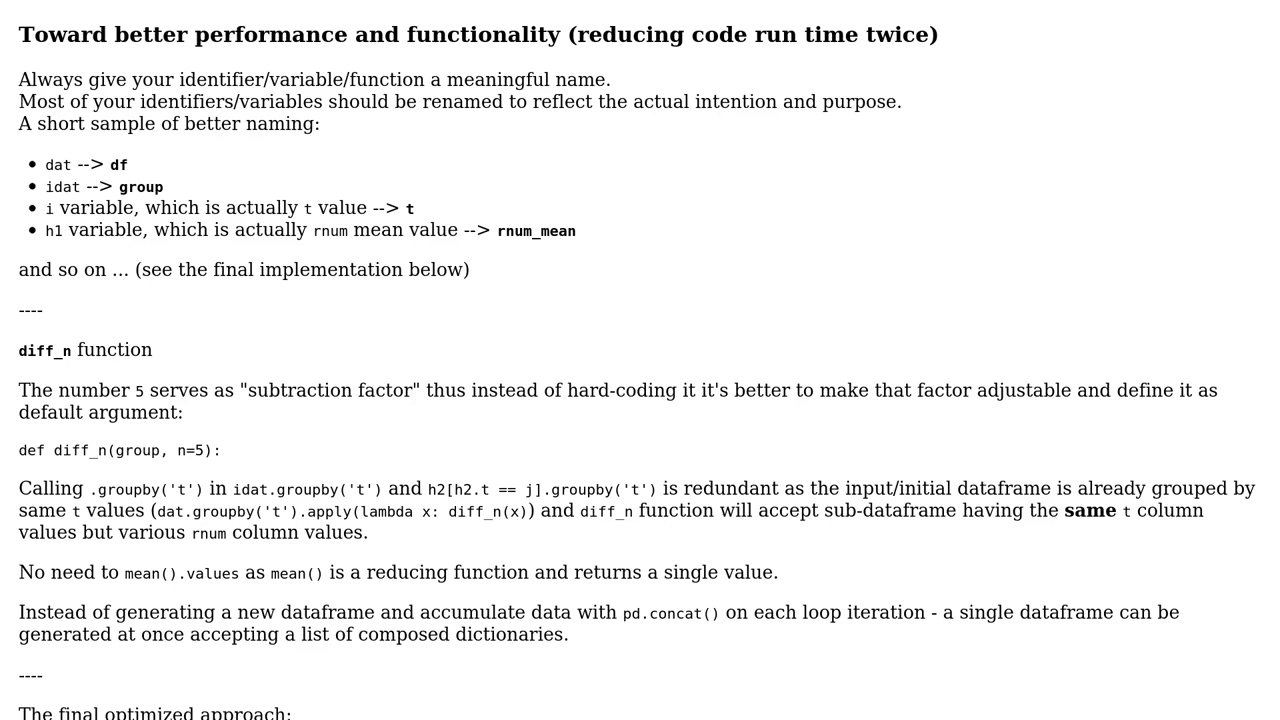 Toward better performance and functionality (reducing code run time twice)
Always give your identifier/variable/function a meaningful name.
Most of your identifiers/variables should be renamed to reflect the actual intention and purpose.
A short sample of better naming:
• dat --> df
• idat --> group
• i variable, which is actually t value --> t
• h1 variable, which is actually rnum mean value --> rnum_mean
and so on ... (see the final implementation below)
----
diff_n function
The number 5 serves as "subtraction factor" thus instead of hard-coding it it's better to make that factor adjustable and define it as
default argument:
def diff_n(group, n=5):
Calling .groupby('t') in idat.groupby('t') and h2[h2.t == j].groupby('t') is redundant as the input/initial dataframe is already grouped by
same t values (dat.groupby('t').apply(lambda x: diff_n(x)) and diff_n function will accept sub-dataframe having the same t column
values but various rnum column values.
No need to mean().values as mean() is a reducing function and returns a single value.
Instead of generating a new dataframe and accumulate data with pd.concat() on each loop iteration - a single dataframe can be
generated at once accepting a list of composed dictionaries.
----
The final optimized approach: